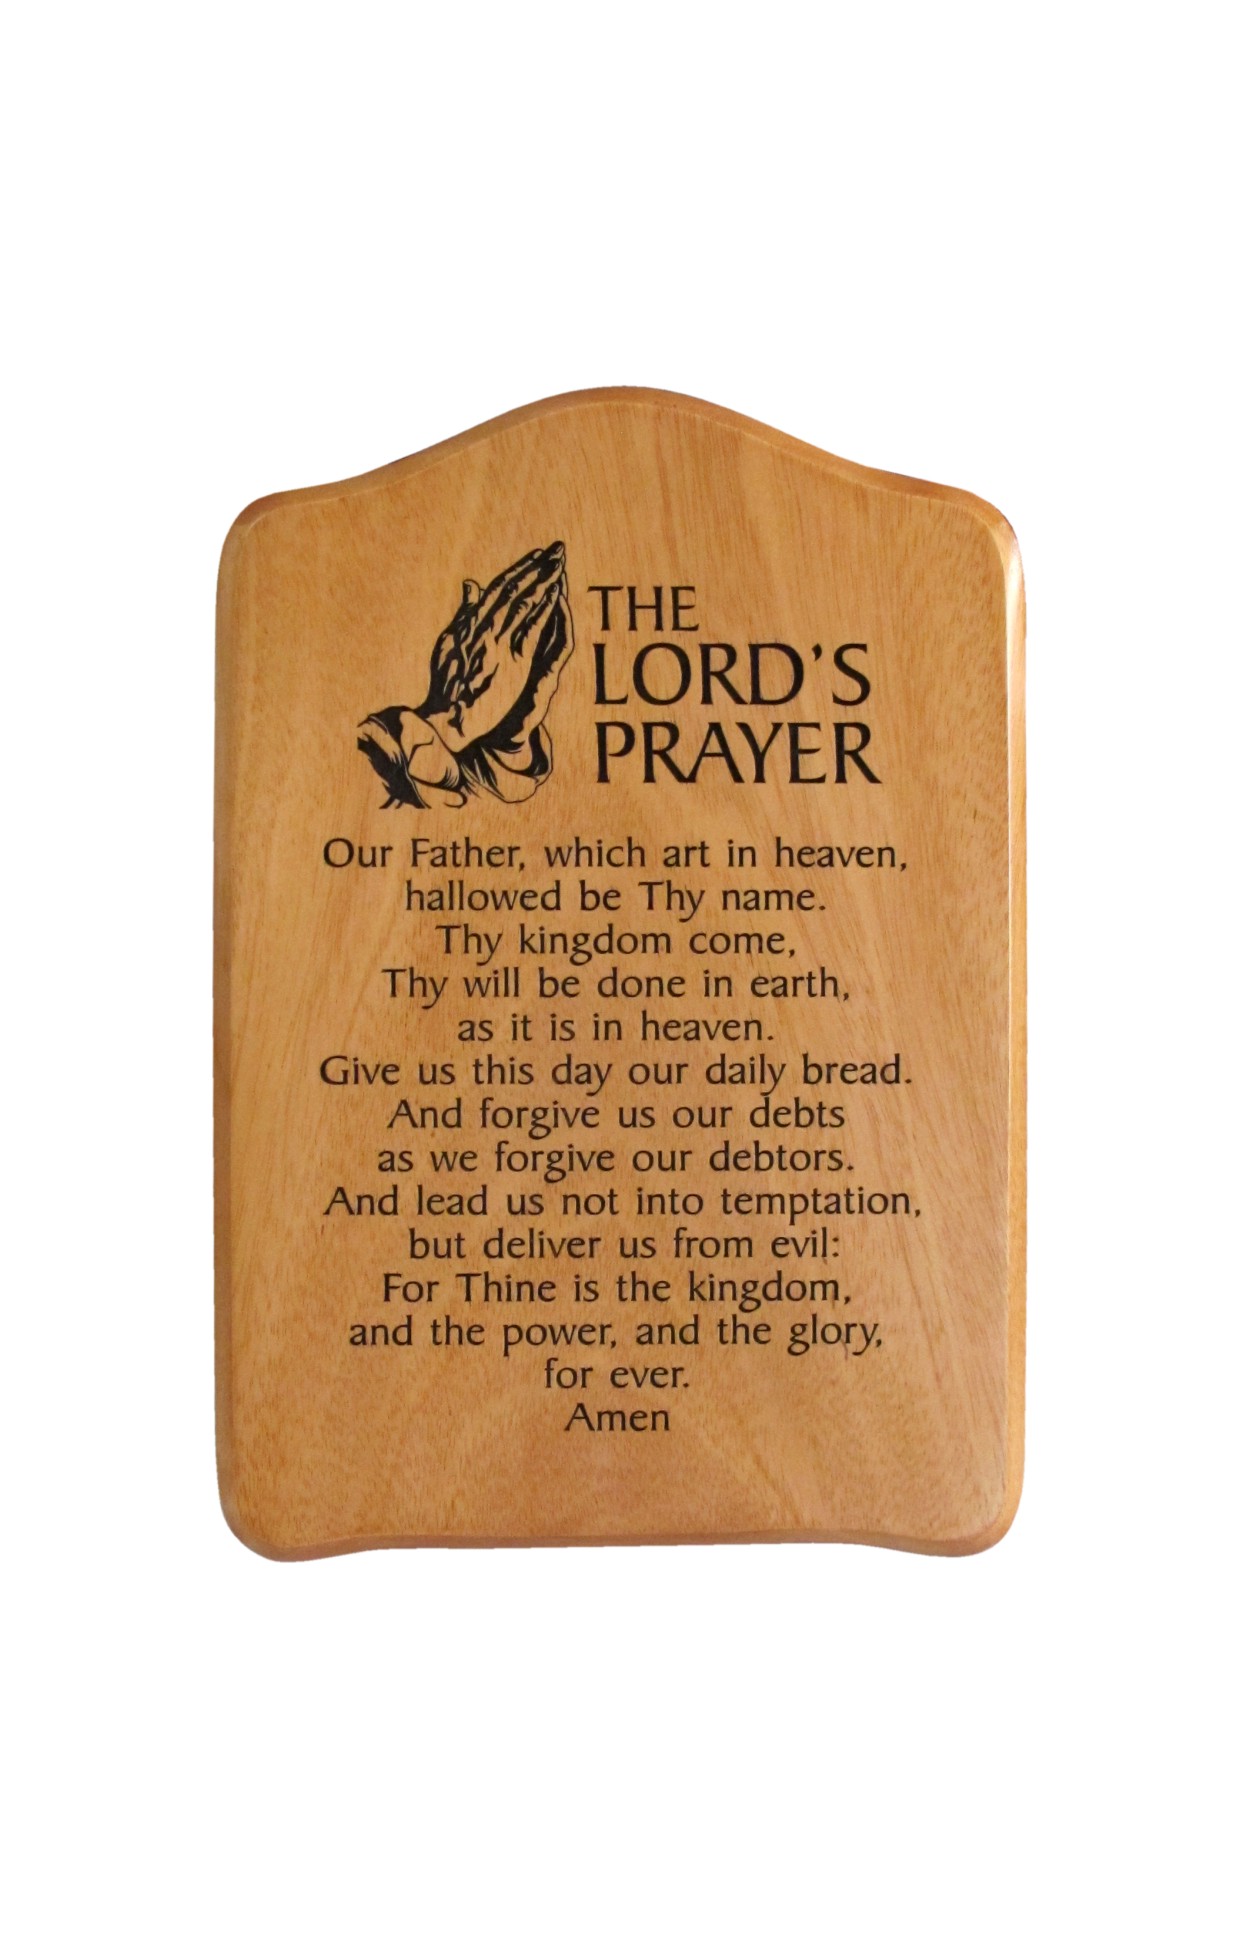 THE
LORD'S
PRAYER
Our Father, which art in heaven,
hallowed be Thy name.
Thy kingdom come,
Thy will be done in earth,
as it is in heaven.
Give us this day our daily bread.
And forgive us our debts
as we forgive our debtors.
And lead us not into temptation,
but deliver us from evil:
For Thine is the kingdom,
and the power, and the glory,
for ever.
Amen